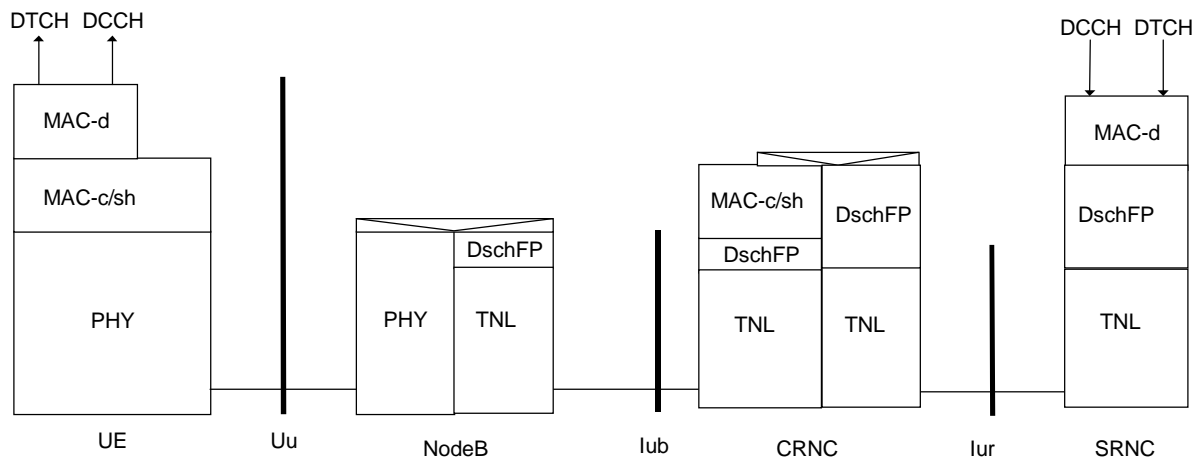 DTCH DCCH
DCCH DTCH
MAC-d
MAC-d
MAC-c/sh
MAC-c/sh
DschFP
DschFP
DschFP
DschFP
PHY
PHY
TNL
TNL
TNL
TNL
UE
Uu
NodeB
Iub
CRNC
Iur
SRNC